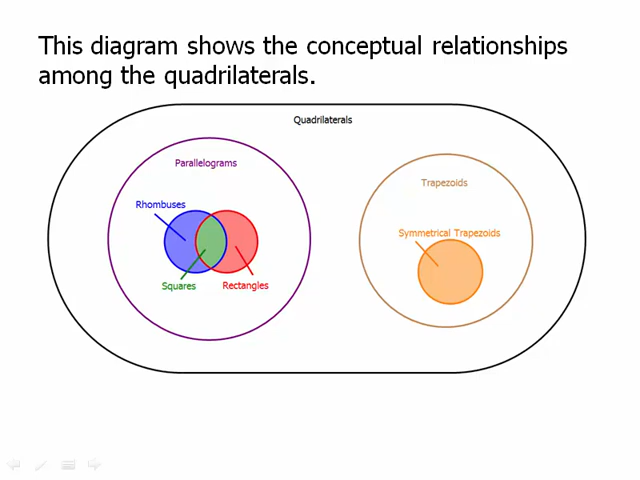 This diagram shows the conceptual relationships
among the quadrilaterals.
Quadrilaterals
Parallelograms
Trapezoids
Rhombuses
Symmetrical Trapezoids
Squares
Rectangles